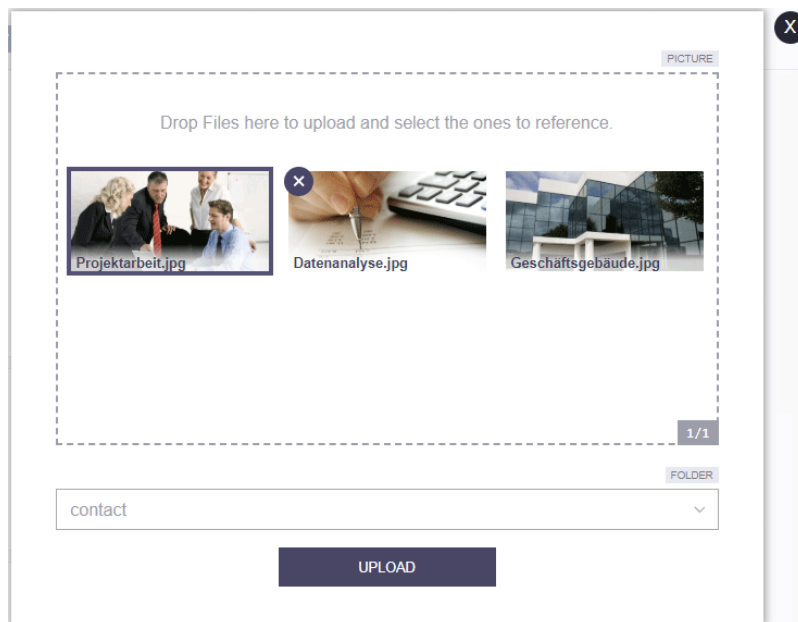 X
PICTURE
Drop Files here to upload and select the ones to reference.
Projektarbeit.jpg
Datenanalyse.jpg
Geschäftsgebäude.jpg
1/1
FOLDER
contact
UPLOAD